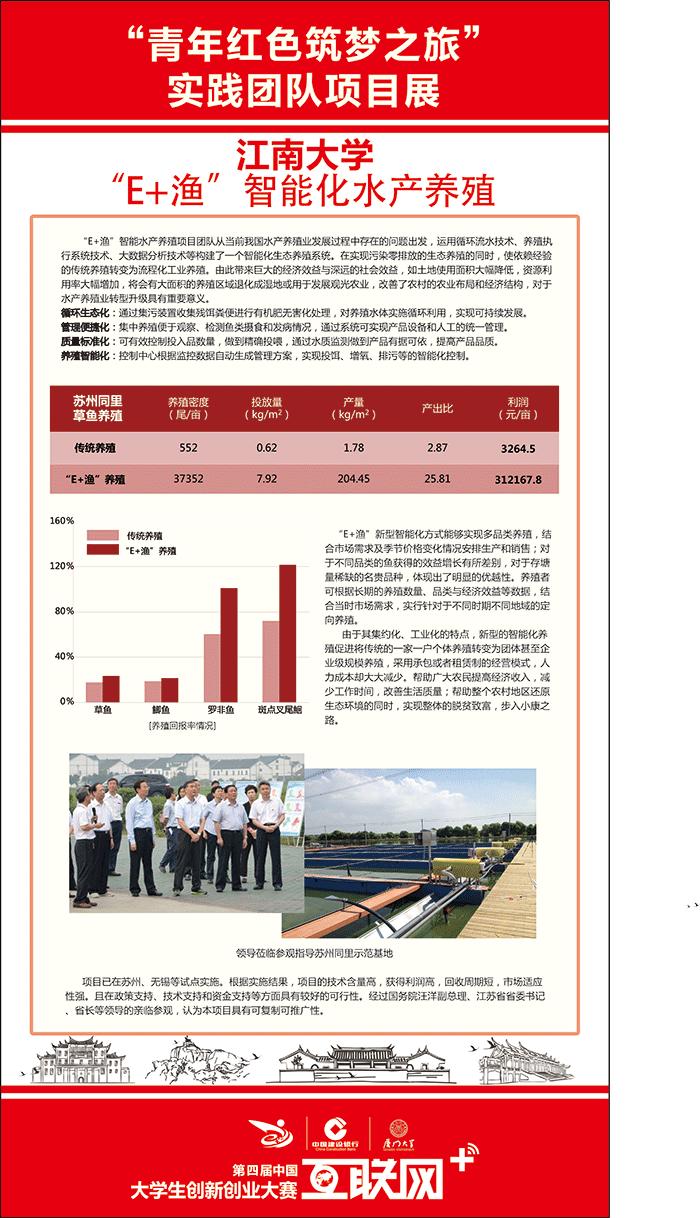 “青年红色筑梦之旅”
实践团队项目展
江南大学
“E+渔”智能化水产养殖
“E+渔”智能水产养殖项目团队从当前我国水产养殖业发展过程中存在的问题出发，运用循环流水技术、养殖执
行系统技术、大数据分析技术等构建了一个智能化生态养殖系统。在实现污染零排放的生态养殖的同时，使依赖经验
的传统养殖转变为流程化工业养殖。由此带来巨大的经济效益与深远的社会效益，如土地使用面积大幅降低，资源利
用率大幅增加，将会有大面积的养殖区域退化成湿地或用于发展观光农业，改善了农村的农业布局和经济结构，对于
水产养殖业转型升级具有重要意义。
循环生态化：通过集污装置收集残饵粪便进行有机肥无害化处理，对养殖水体实施循环利用，实现可持续发展。
管理便捷化：集中养殖便于观察、检测鱼类摄食和发病情况，通过系统可实现产品设备和人工的统一管理。
质量标准化：可有效控制投入品数量，做到精确投喂，通过水质监测做到产品有据可依，提高产品品质。
养殖智能化：控制中心根据监控数据自动生成管理方案，实现投饵、增氧、排污等的智能化控制。
苏州同里 养殖密度 投放量 产量 产出比 利润
草鱼养殖 （尾/亩） （kg/m²） （kg/m²） （元/亩）
传统养殖 552 0.62 1.78 2.87 3264.5
“E+渔”养殖 37352 7.92 204.45 25.81 312167.8
160%
120%
80%
40%
0%
传统养殖
“E+渔”养殖
草鱼 鲫鱼 罗非鱼 斑点叉尾鮰
[养殖回报率情况]
“E+渔”新型智能化方式能够实现多品类养殖，结
合市场需求及季节价格变化情况安排生产和销售；对
于不同品类的鱼获得的效益增长有所差别，对于存塘
量稀缺的名贵品种，体现出了明显的优越性。养殖者
可根据长期的养殖数量、品类与经济效益等数据，结
合当时市场需求，实行针对于不同时期不同地域的定
向养殖。
由于其集约化、工业化的特点，新型的智能化养
殖促进将传统的一家一户个体养殖转变为团体甚至企
业级规模养殖，采用承包或者租赁制的经营模式，人
力成本却大大减少。帮助广大农民提高经济收入，减
少工作时间，改善生活质量；帮助整个农村地区还原
生态环境的同时，实现整体的脱贫致富，步入小康之
路。
领导莅临参观指导苏州同里示范基地
项目已在苏州、无锡等试点实施。根据实施结果，项目的技术含量高，获得利润高，回收周期短，市场适应
性强。且在政策支持、技术支持和资金支持等方面具有较好的可行性。经过国务院汪洋副总理、江苏省省委书记
、省长等领导的亲临参观，认为本项目具有可复制可推广性。
中国建设银行
China Construction Bank
厦门大学
第四届中国
大学生创新创业大赛
互联网+